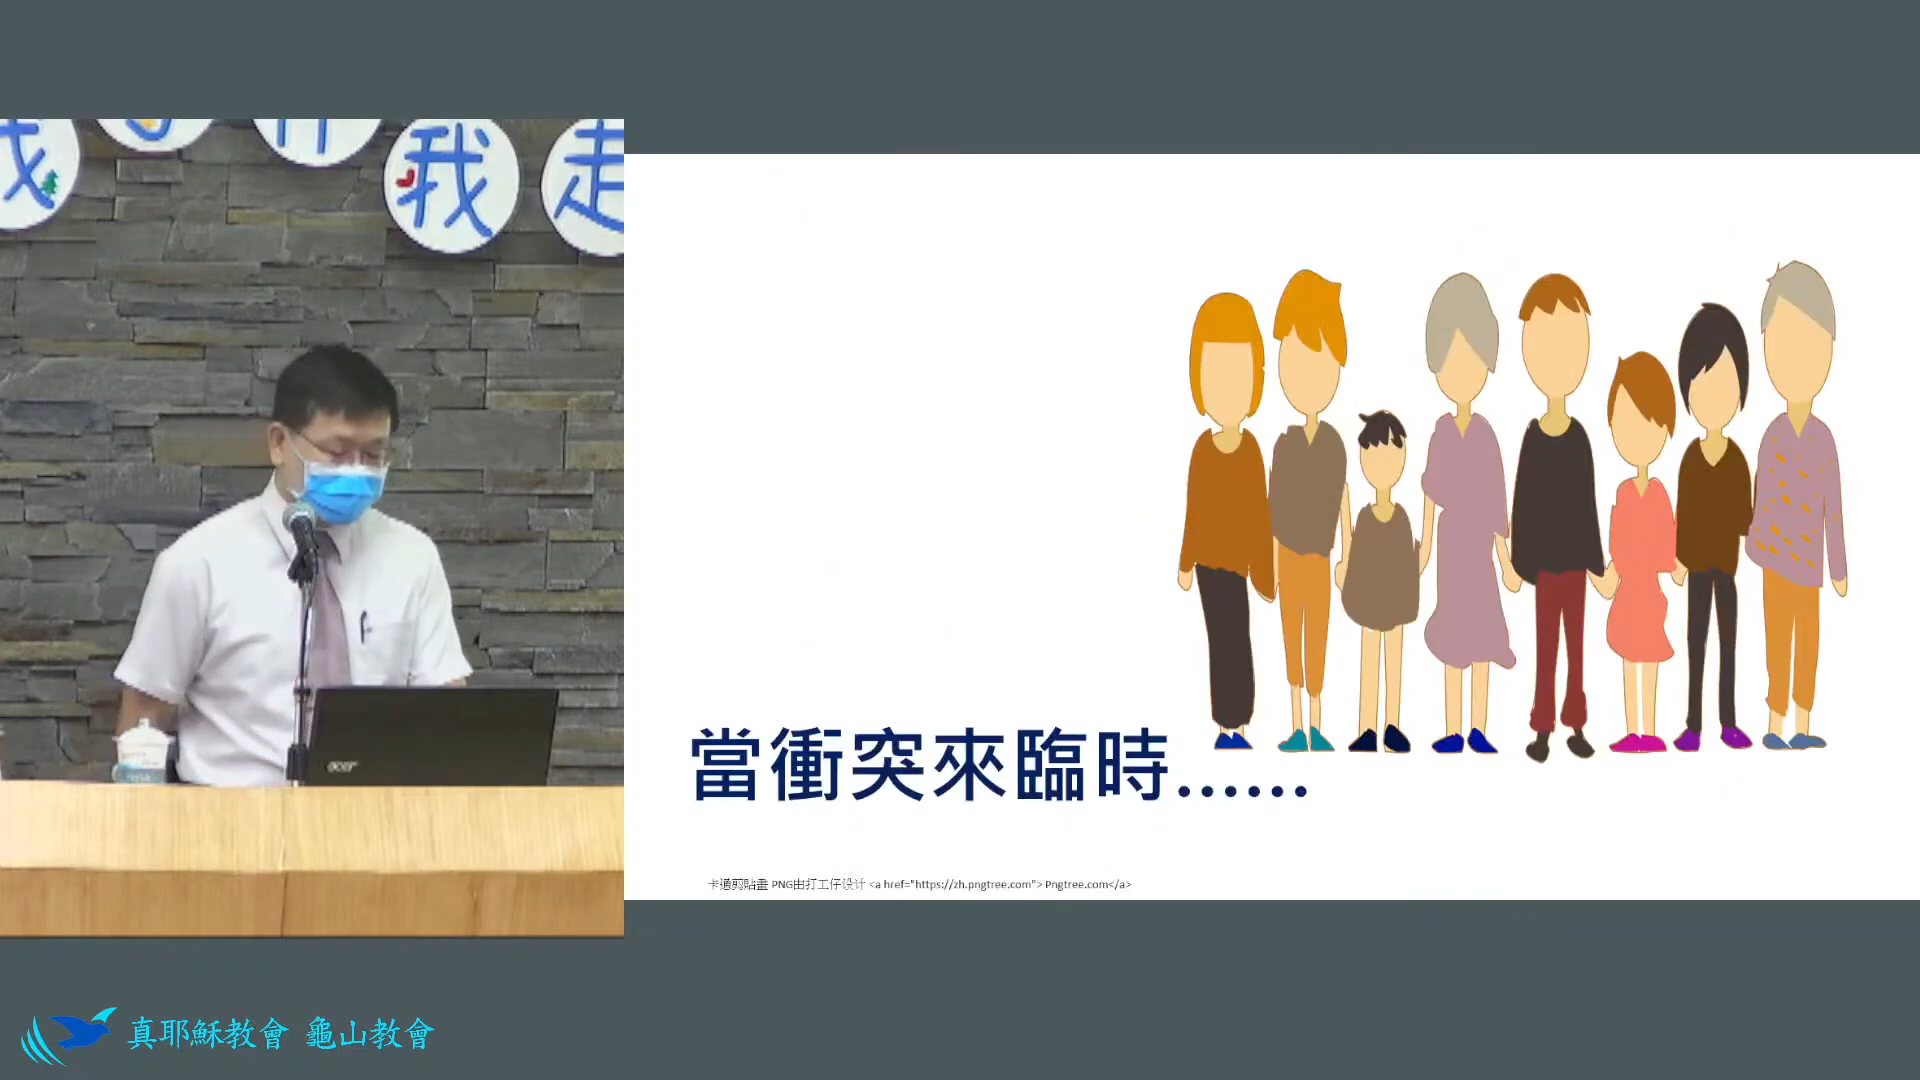 我 我 走
當衝突來臨時......
卡通剪貼畫 PNG由打工仔设计 <a href="https://zh.pngtree.com"> Pngtree.com</a>
acer
真耶穌教會 龜山教會